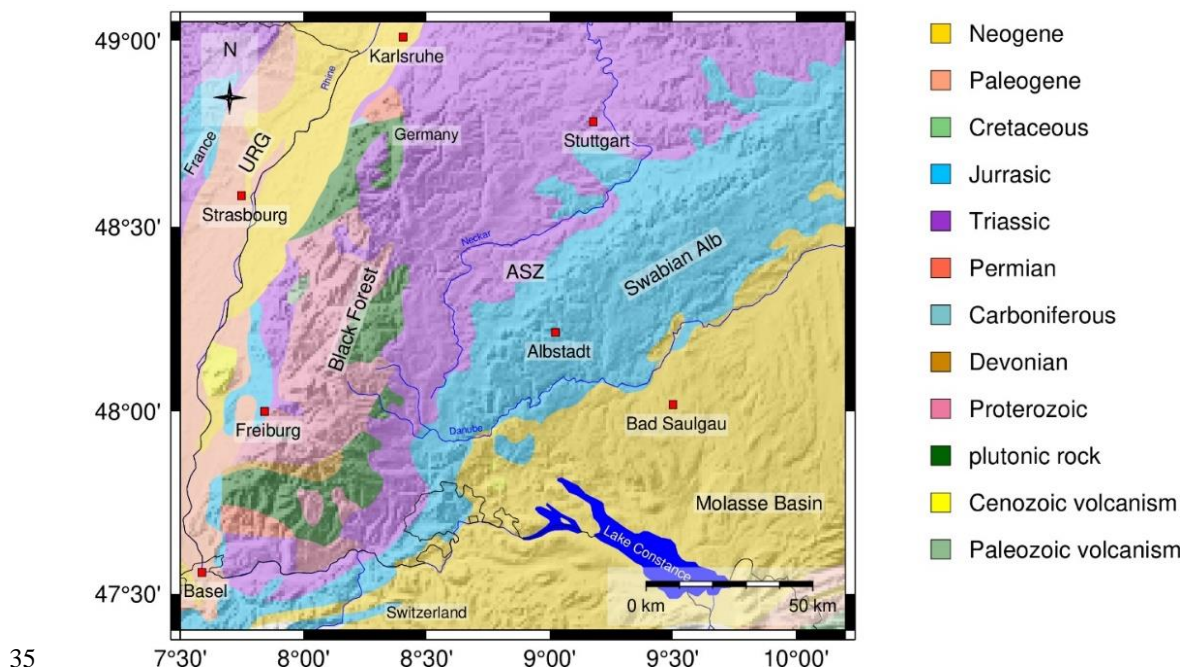 49°00'
48°30'
48°00'
47°30'
N
Karlsruhe
Rhine
France
URG
Germany
Stuttgart
Strasbourg
Neckar
ASZ
Swabian Alb
Black Forest
Albstadt
Freiburg
Danube
Bad Saulgau
Molasse Basin
Lake Constance
Basel
Switzerland
0 km
50 km
7°30'
8°00'
8°30'
9°00'
9°30'
10°00'
Neogene
Paleogene
Cretaceous
Jurrasic
Triassic
Permian
Carboniferous
Devonian
Proterozoic
plutonic rock
Cenozoic volcanism
Paleozoic volcanism
35